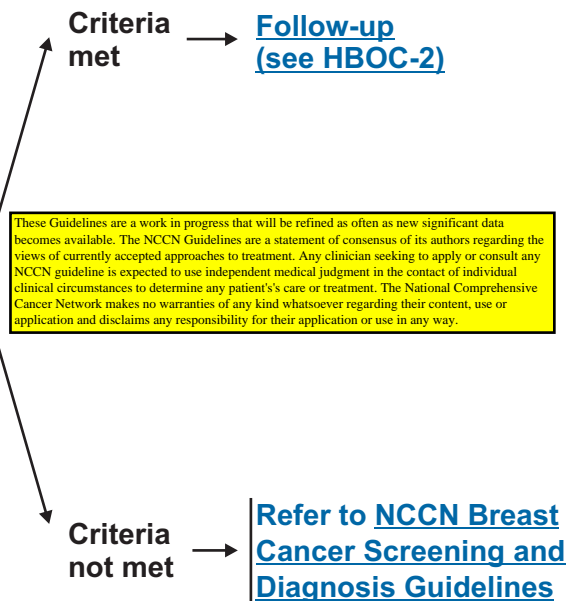 Criteria
met
Follow-up
(see HBOC-2)
These Guidelines are a work in progress that will be refined as often as new significant data
becomes available. The NCCN Guidelines are a statement of consensus of its authors regarding the
views of currently accepted approaches to treatment. Any clinician seeking to apply or consult any
NCCN guideline is expected to use independent medical judgment in the contact of individual
clinical circumstances to determine any patient's's care or treatment. The National Comprehensive
Cancer Network makes no warranties of any kind whatsoever regarding their content, use or
application and disclaims any responsibility for their application or use in any way.
Criteria
not met
Refer to NCCN Breast
Cancer Screening and
Diagnosis Guidelines